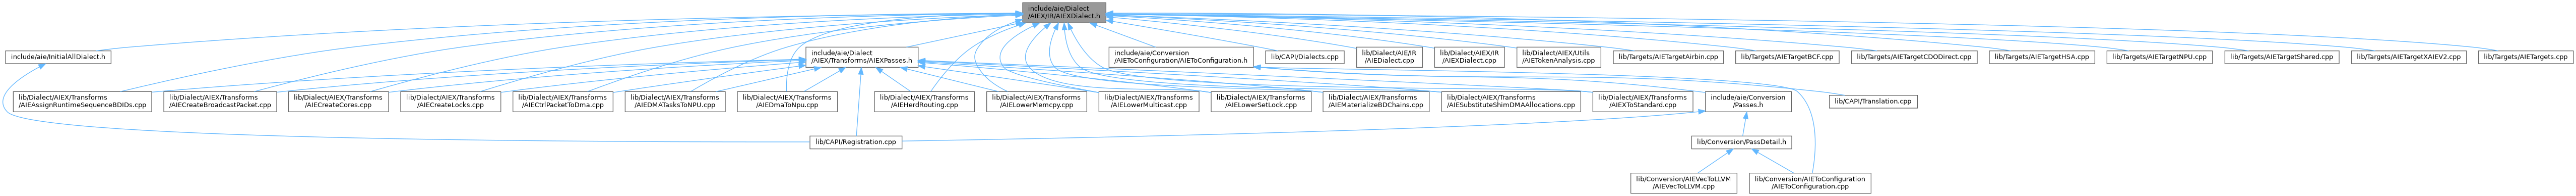 include/aie/Dialect
/AIEX/IR/AIEXDialect.h
include/aie/InitialAllDialect.h
include/aie/Dialect
/AIEX/Transforms/AIEXPasses.h
include/aie/Conversion
/AIEToConfiguration/AIEToConfiguration.h
lib/CAPI/Dialects.cpp
lib/Dialect/AIE/IR
/AIEDialect.cpp
lib/Dialect/AIEX/IR
/AIEXDialect.cpp
lib/Dialect/AIEX/Utils
/AIETokenAnalysis.cpp
lib/Targets/AIETargetAirbin.cpp
lib/Targets/AIETargetBCF.cpp
lib/Targets/AIETargetCDODirect.cpp
lib/Targets/AIETargetHSA.cpp
lib/Targets/AIETargetNPU.cpp
lib/Targets/AIETargetShared.cpp
lib/Targets/AIETargetXAIEV2.cpp
lib/Targets/AIETargets.cpp
lib/Dialect/AIEX/Transforms
/AIEAssignRuntimeSequenceBDIDs.cpp
lib/Dialect/AIEX/Transforms
/AIECreateBroadcastPacket.cpp
lib/Dialect/AIEX/Transforms
/AIECreateCores.cpp
lib/Dialect/AIEX/Transforms
/AIECreateLocks.cpp
lib/Dialect/AIEX/Transforms
/AIECtrlPacketToDma.cpp
lib/Dialect/AIEX/Transforms
/AIEDMATasksToNPU.cpp
lib/Dialect/AIEX/Transforms
/AIEDmaToNpu.cpp
lib/Dialect/AIEX/Transforms
/AIEHerdRouting.cpp
lib/Dialect/AIEX/Transforms
/AIELowerMemcpy.cpp
lib/Dialect/AIEX/Transforms
/AIELowerMulticast.cpp
lib/Dialect/AIEX/Transforms
/AIELowerSetLock.cpp
lib/Dialect/AIEX/Transforms
/AIEMaterializeBDChains.cpp
lib/Dialect/AIEX/Transforms
/AIESubstituteShimDMAAllocations.cpp
lib/Dialect/AIEX/Transforms
/AIEXToStandard.cpp
include/aie/Conversion
/Passes.h
lib/CAPI/Translation.cpp
lib/CAPI/Registration.cpp
lib/Conversion/PassDetail.h
lib/Conversion/AIEVecToLLVM
/AIEVecToLLVM.cpp
lib/Conversion/AIEToConfiguration
/AIEToConfiguration.cpp